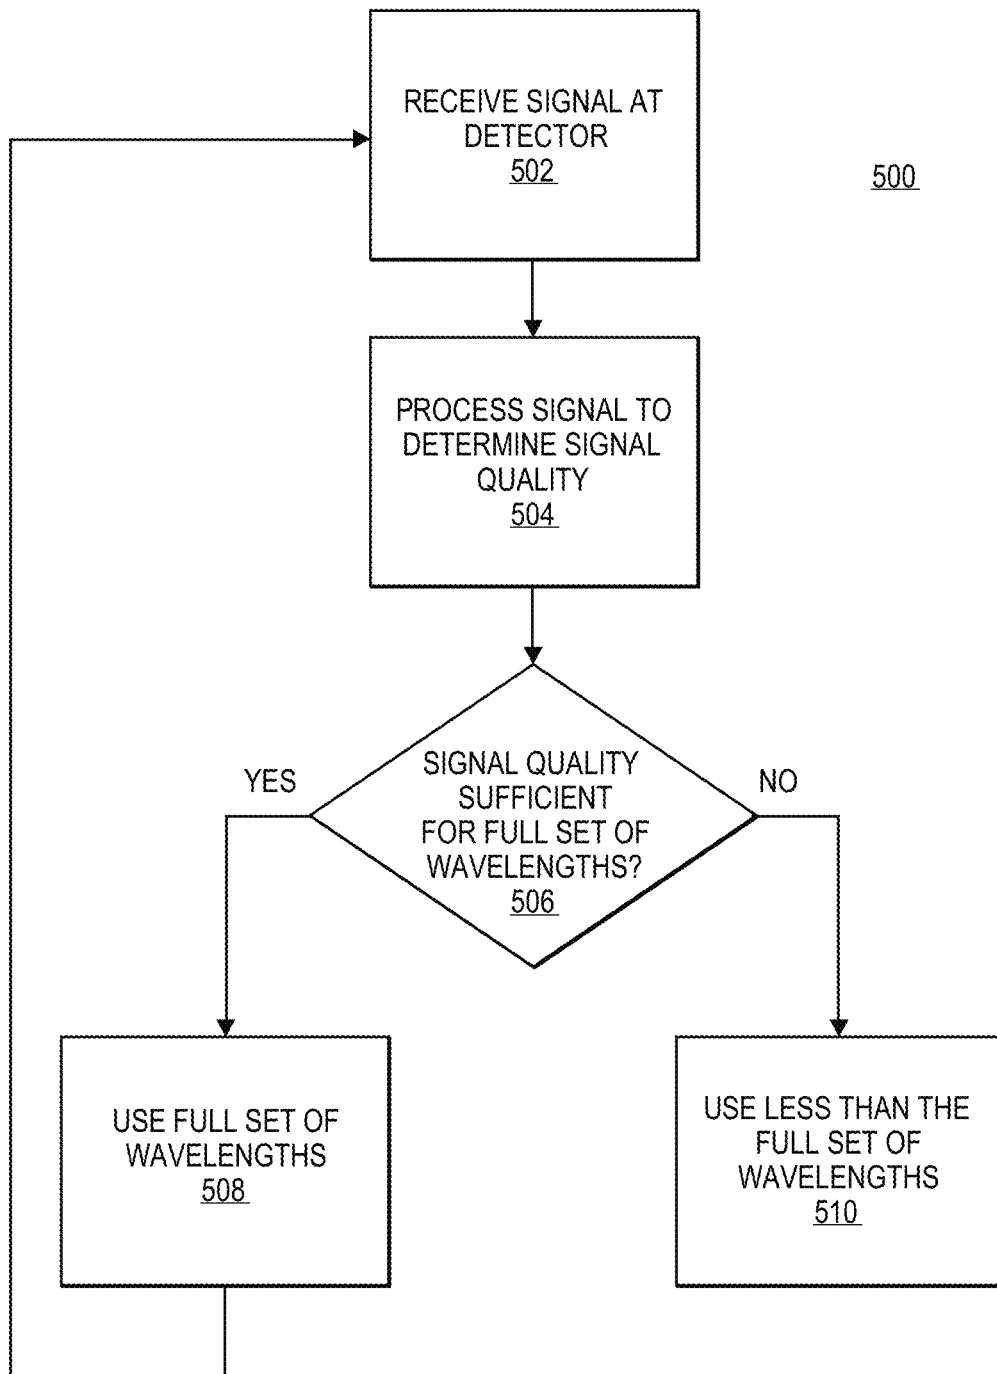 RECEIVE SIGNAL AT
DETECTOR
502
500
PROCESS SIGNAL TO
DETERMINE SIGNAL
QUALITY
504
YES
SIGNAL QUALITY
SUFFICIENT
FOR FULL SET OF
WAVELENGTHS?
506
NO
USE FULL SET OF
WAVELENGTHS
508
USE LESS THAN THE
FULL SET OF
WAVELENGTHS
510